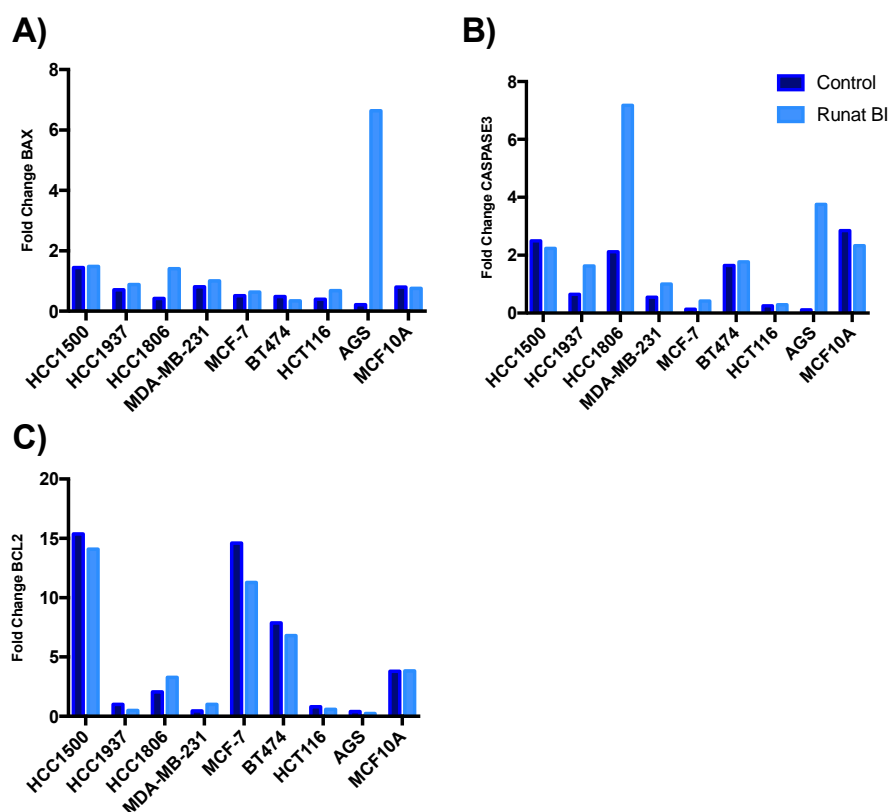 A)
Fold Change BAX
8
6
4
2
0
HCC1500
HCC1937
HCC1806
MDA-MB-231
MCF-7
BT474
HCT116
AGS
MCF10A
B)
Fold Change CASPASE3
8
6
4
2
0
HCC1500
HCC1937
HCC1806
MDA-MB-231
MCF-7
BT474
HCT116
AGS
MCF10A
Control
Runat BI
C)
Fold Change BCL2
20
15
10
5
0
HCC1500
HCC1937
HCC1806
MDA-MB-231
MCF-7
BT474
HCT116
AGS
MCF10A